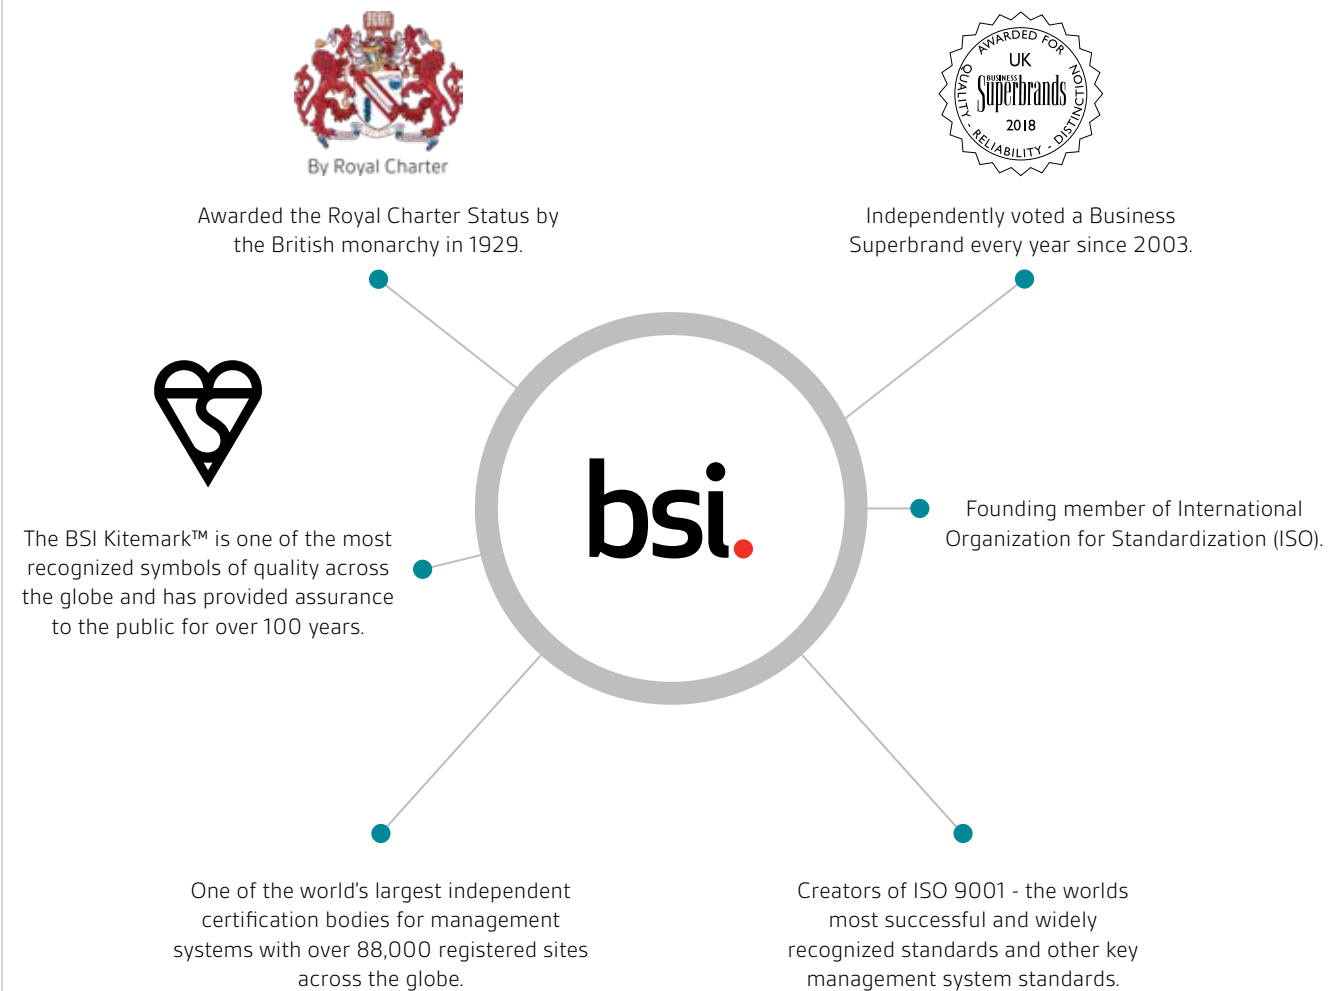 By Royal Charter
Awarded the Royal Charter Status by
the British monarchy in 1929.
AWARDED FOR
QUALITY - RELIABILITY - DISTINCTION
UK
BUSINESS
Superbrands
2018
Independently voted a Business
Superbrand every year since 2003.
The BSI Kitemark™ is one of the most
recognized symbols of quality across
the globe and has provided assurance
to the public for over 100 years.
bsi.
Founding member of International
Organization for Standardization (ISO).
One of the world's largest independent
certification bodies for management
systems with over 88,000 registered sites
across the globe.
Creators of ISO 9001 - the worlds
most successful and widely
recognized standards and other key
management system standards.